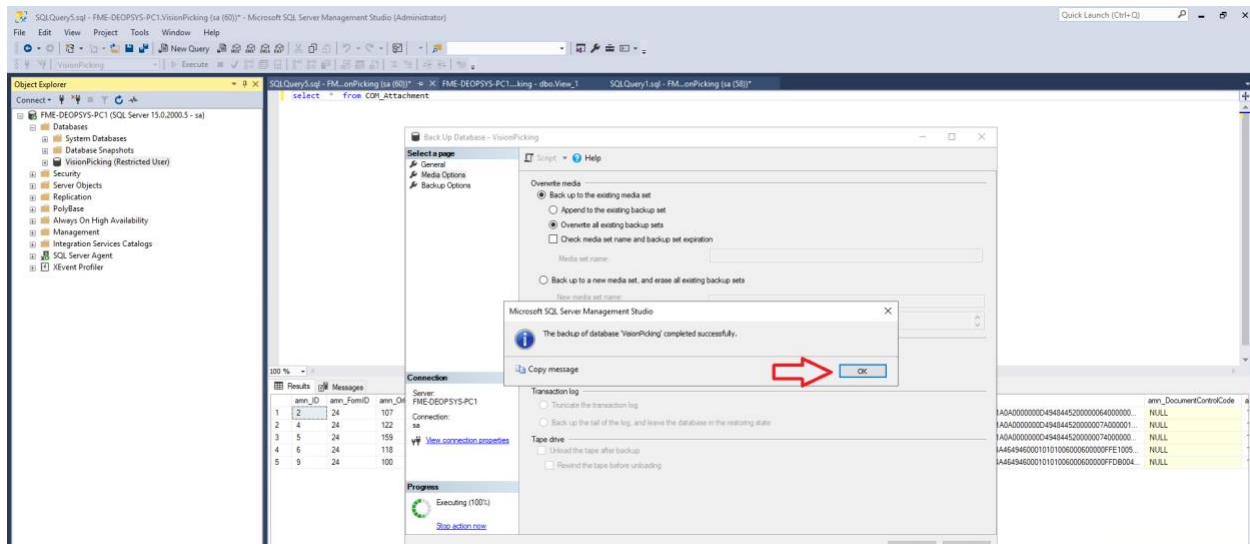 SQLQuery5.sql - FME-DEOPSYS-PC1.VisionPicking (sa (60))* - Microsoft SQL Server Management Studio (Administrator)
Quick Launch (Ctrl+Q)
File Edit View Project Tools Window Help
New Query
VisionPicking
Execute
Object Explorer
Connect
FME-DEOPSYS-PC1 (SQL Server 15.0.2000.5 - sa)
Databases
System Databases
Database Snapshots
VisionPicking (Restricted User)
Security
Server Objects
Replication
PolyBase
Always On High Availability
Management
Integration Services Catalogs
SQL Server Agent
XEvent Profiler
SQLQuery5.sql - FM...onPicking (sa (60))* FME-DEOPSYS-PC1....king - dbo.View_1 SQLQuery1.sql - FM...onPicking (sa (58))*
select * from COM_Attachment
Back Up Database - VisionPicking
Select a page
General
Media Options
Backup Options
Script Help
Overwrite media
Back up to the existing media set
Append to the existing backup set
Overwrite all existing backup sets
Check media set name and backup set expiration
Media set name:
Back up to a new media set, and erase all existing backup sets
New media set name:
Microsoft SQL Server Management Studio
The backup of database 'VisionPicking' completed successfully.
Copy message
OK
Connection
Server:
FME-DEOPSYS-PC1
Connection:
sa
View connection properties
Progress
Executing (100%)
Stop action now
Transaction log
Truncate the transaction log
Back up the tail of the log, and leave the database in the restoring state
Tape drive
Unload the tape after backup
Rewind the tape before unloading
100 %
Results Messages
amn_ID amn_FormID amn_DocumentControlCode
1 2 24 107 NULL
2 4 24 122 NULL
3 5 24 159 NULL
4 6 24 118 NULL
5 9 24 100 NULL